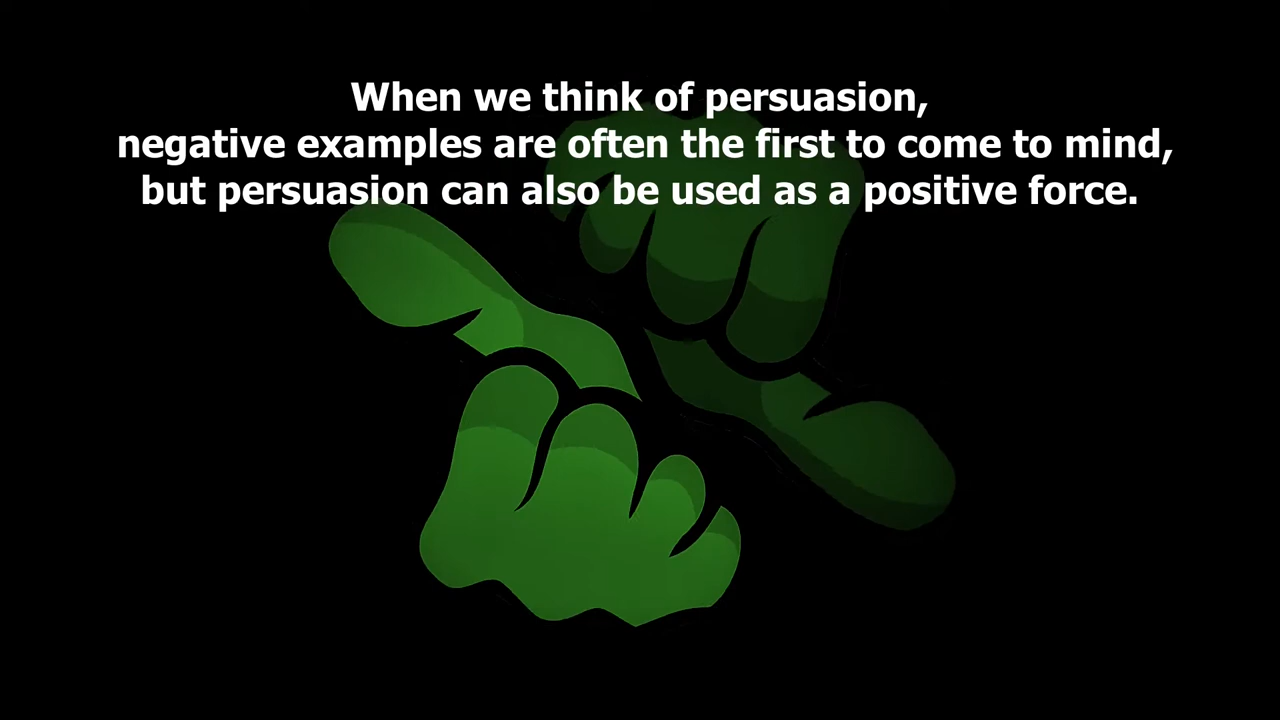 When we think of persuasion,
negative examples are often the first to come to mind,
but persuasion can also be used as a positive force.